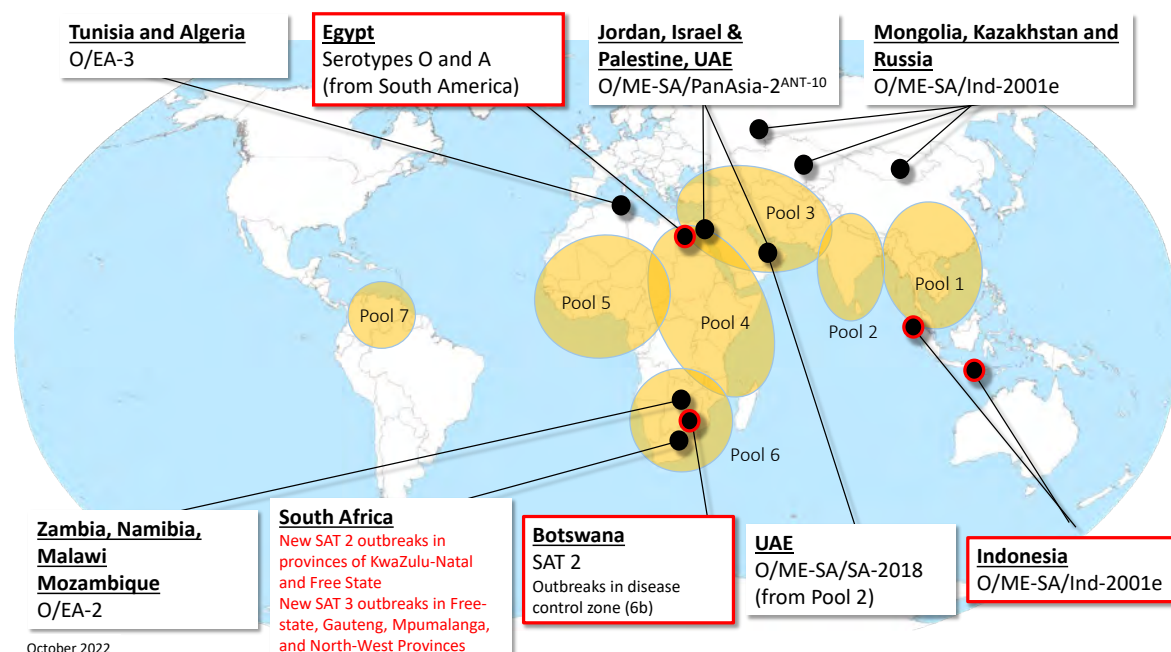 Tunisia and Algeria
O/EA-3
Egypt
Serotypes O and A
(from South America)
Jordan, Israel &
Palestine, UAE
O/ME-SA/PanAsia-2ANT-10
Mongolia, Kazakhstan and
Russia
O/ME-SA/Ind-2001e
Pool 3
Pool 1
Pool 2
Pool 5
Pool 4
Pool 7
Pool 6
Zambia, Namibia,
Malawi
Mozambique
O/EA-2
South Africa
New SAT 2 outbreaks in
provinces of KwaZulu-Natal
and Free State
New SAT 3 outbreaks in Free-
state, Gauteng, Mpumalanga,
and North-West Provinces
Botswana
SAT 2
Outbreaks in disease
control zone (6b)
UAE
O/ME-SA/SA-2018
(from Pool 2)
Indonesia
O/ME-SA/Ind-2001e
October 2022